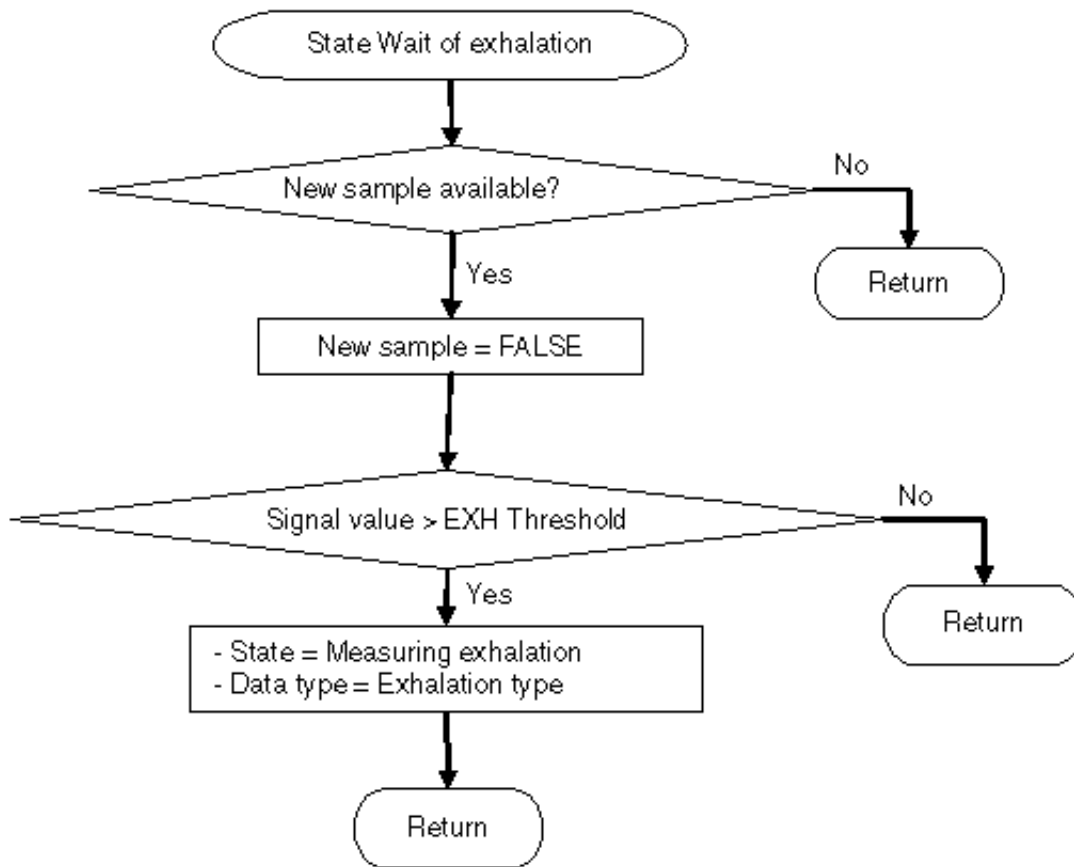 State Wait of exhalation
New sample available?
No
Return
Yes
New sample = FALSE
Signal value > EXH Threshold
No
Return
Yes
- State = Measuring exhalation
- Data type = Exhalation type
Return